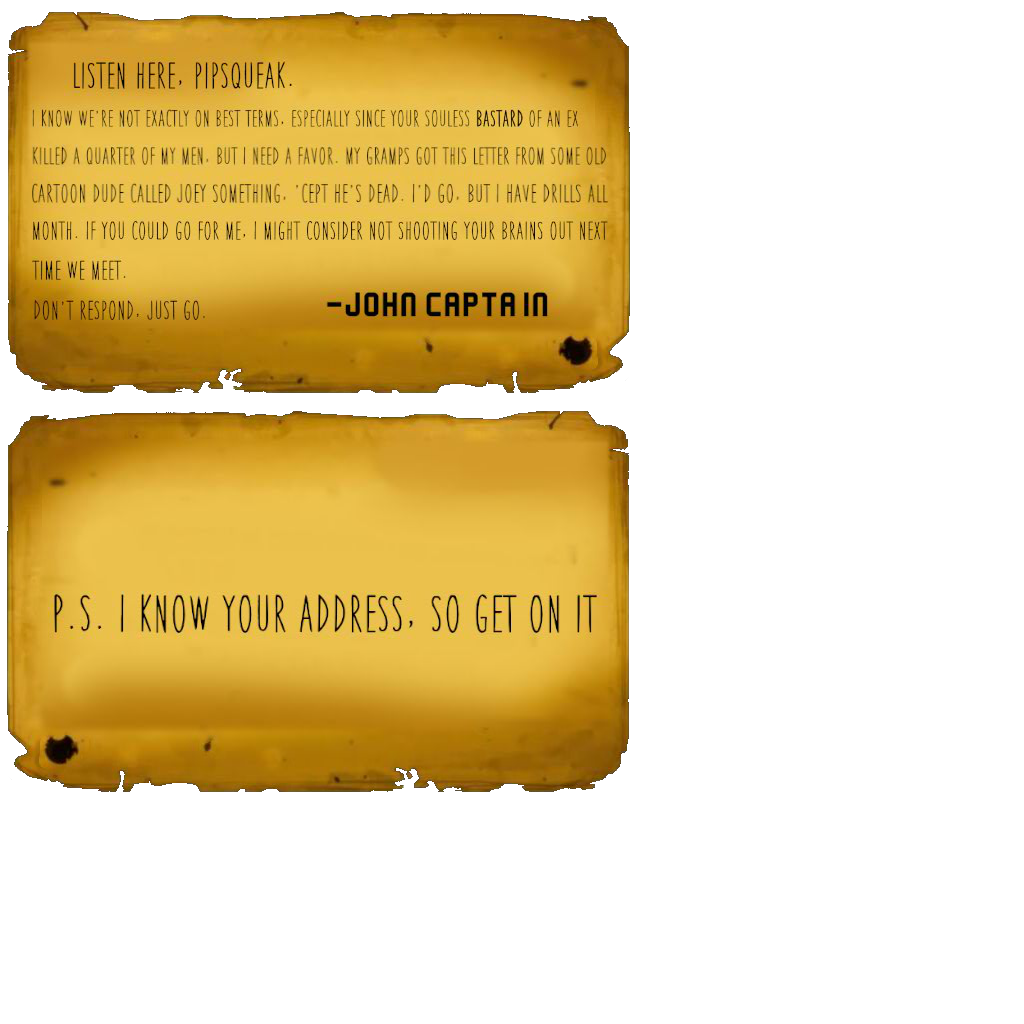 LISTEN HERE, PIPSQUEAK.
I KNOW WE'RE NOT EXACTLY ON BEST TERMS, ESPECIALLY SINCE YOUR SOULESS BASTARD OF AN EX
KILLED A QUARTER OF MY MEN, BUT I NEED A FAVOR. MY GRAMPS GOT THIS LETTER FROM SOME OLD
CARTOON DUDE CALLED JOEY SOMETHING, 'CEPT HE'S DEAD. I'D GO, BUT I HAVE DRILLS ALL
MONTH. IF YOU COULD GO FOR ME, I MIGHT CONSIDER NOT SHOOTING YOUR BRAINS OUT NEXT
TIME WE MEET.
DON'T RESPOND, JUST GO.
-JOHN CAPTAIN
P.S. I KNOW YOUR ADDRESS, SO GET ON IT